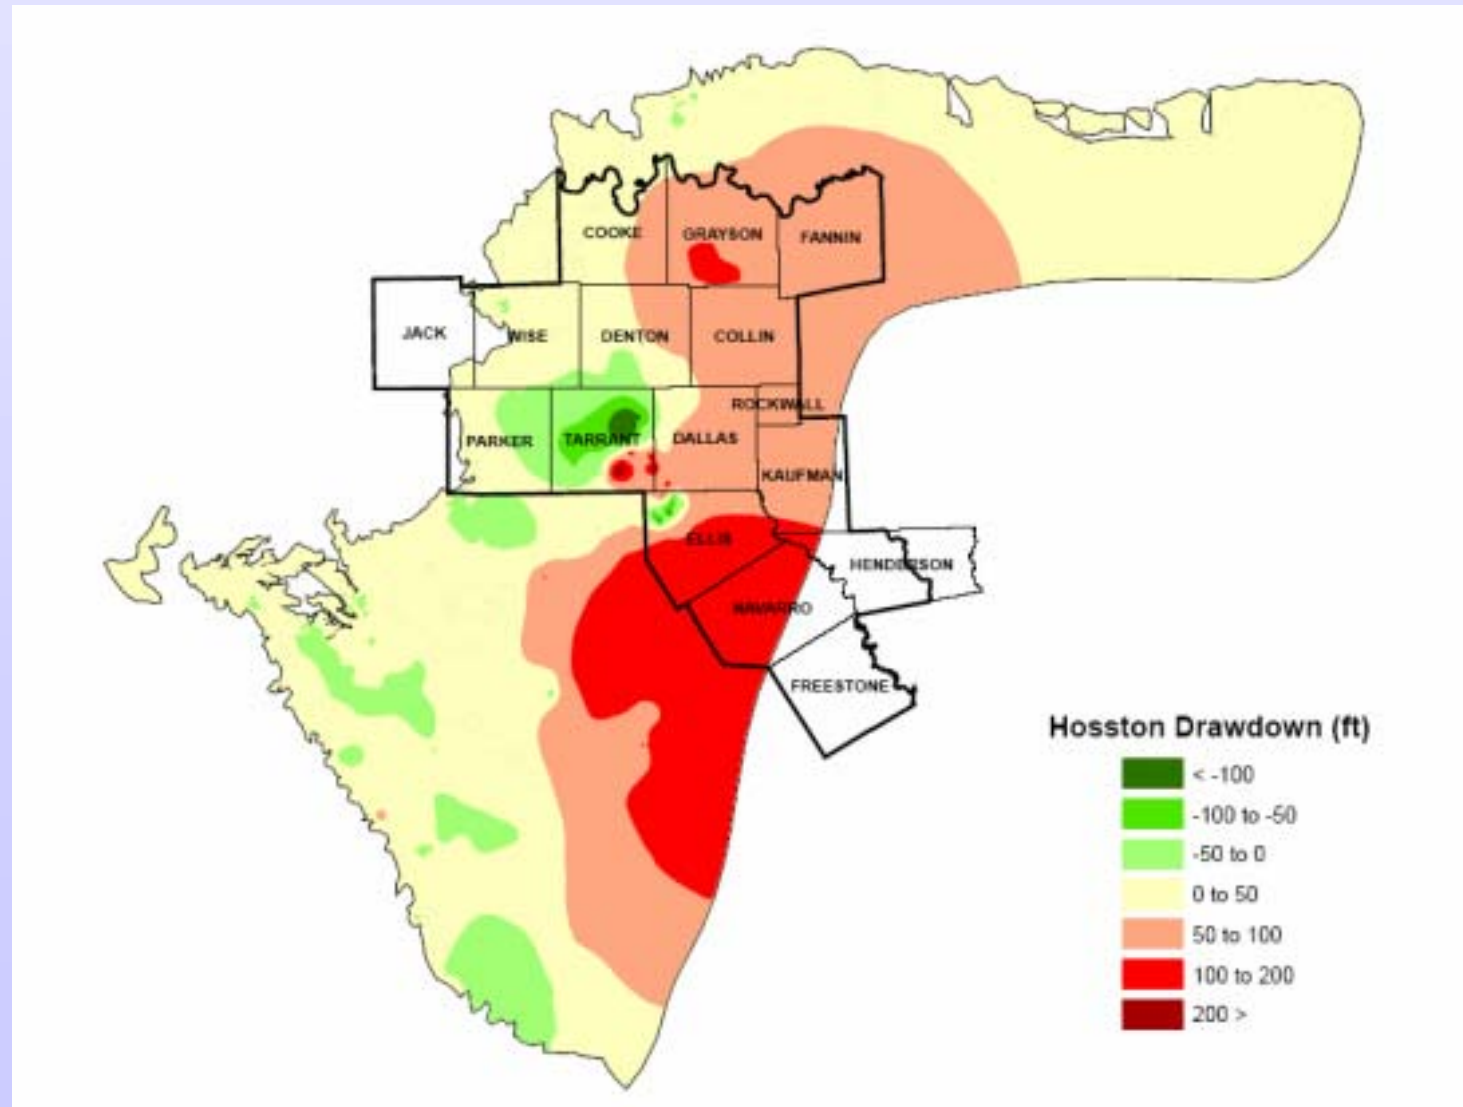 COOKE
GRAYSON
FANNIN
JACK
WISE
DENTON
COLLIN
ROCKWALL
PARKER
TARRANT
DALLAS
KAUFMAN
ELLIS
HENDERSON
NAVARRO
FREESTONE
Hosston Drawdown (ft)
< -100
-100 to -50
-50 to 0
0 to 50
50 to 100
100 to 200
200 >